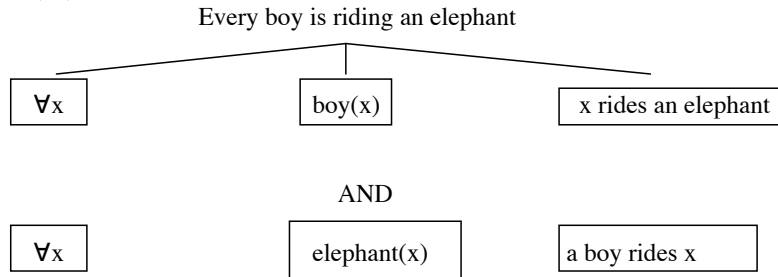 Every boy is riding an elephant
∀x boy(x) x rides an elephant
AND
∀x elephant(x) a boy rides x